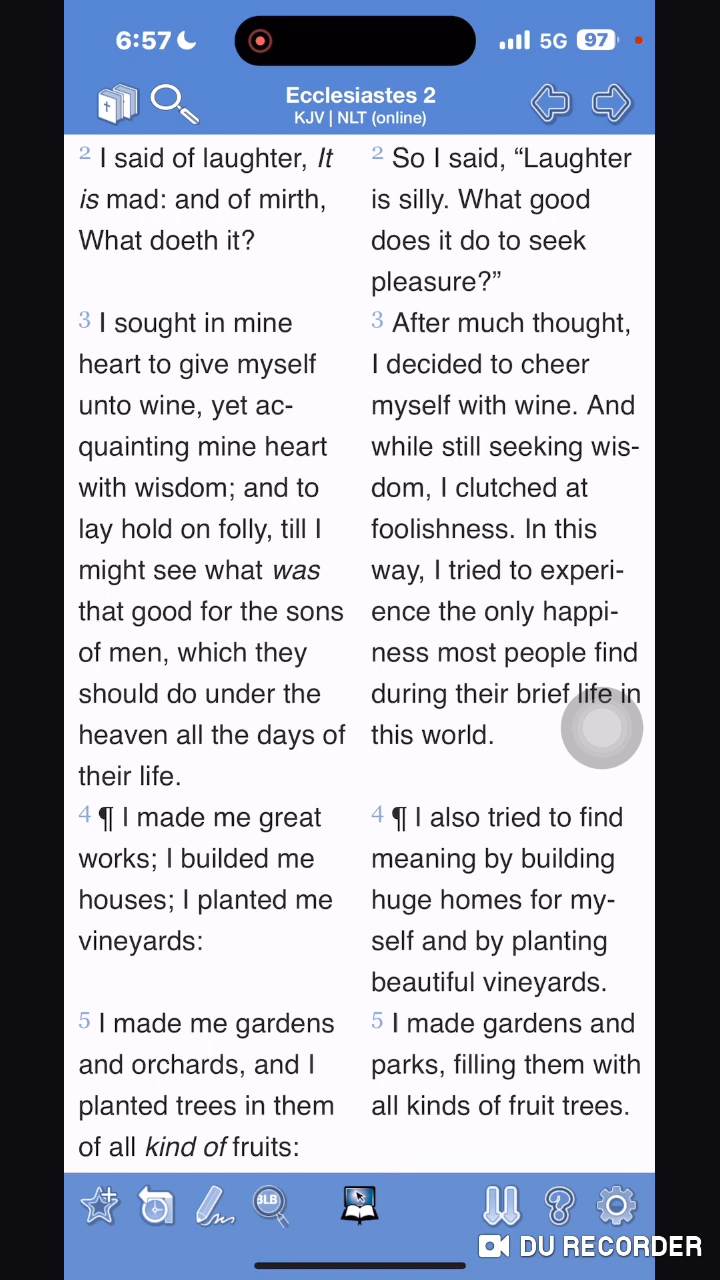 6:57
5G 97
Ecclesiastes 2
KJV | NLT (online)
2 I said of laughter, It
is mad: and of mirth,
What doeth it?
3 I sought in mine
heart to give myself
unto wine, yet ac-
quainting mine heart
with wisdom; and to
lay hold on folly, till I
might see what was
that good for the sons
of men, which they
should do under the
heaven all the days of
their life.
4 ¶ I made me great
works; I builded me
houses; I planted me
vineyards:
5 I made me gardens
and orchards, and I
planted trees in them
of all kind of fruits:
2 So I said, “Laughter
is silly. What good
does it do to seek
pleasure?”
3 After much thought,
I decided to cheer
myself with wine. And
while still seeking wis-
dom, I clutched at
foolishness. In this
way, I tried to experi-
ence the only happi-
ness most people find
during their brief life in
this world.
4 ¶ I also tried to find
meaning by building
huge homes for my-
self and by planting
beautiful vineyards.
5 I made gardens and
parks, filling them with
all kinds of fruit trees.
BLB
DU RECORDER